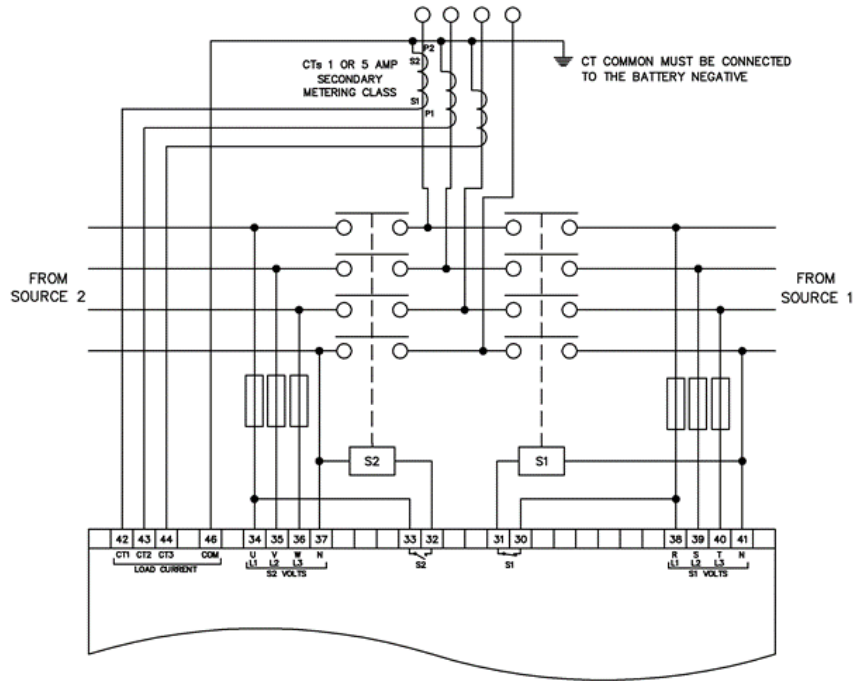 P2
S2
CTs 1 OR 5 AMP
SECONDARY
METERING CLASS
S1
P1
CT COMMON MUST BE CONNECTED
TO THE BATTERY NEGATIVE
FROM
SOURCE 2
FROM
SOURCE 1
S2
S1
42 43 44 46 34 35 36 37 33 32 31 30 38 39 40 41
CT1 CT2 CT3 COM U V W N R S T N
L1 L2 L3 S2 S1 L1 L2 L3
LOAD CURRENT S2 VOLTS S1 VOLTS